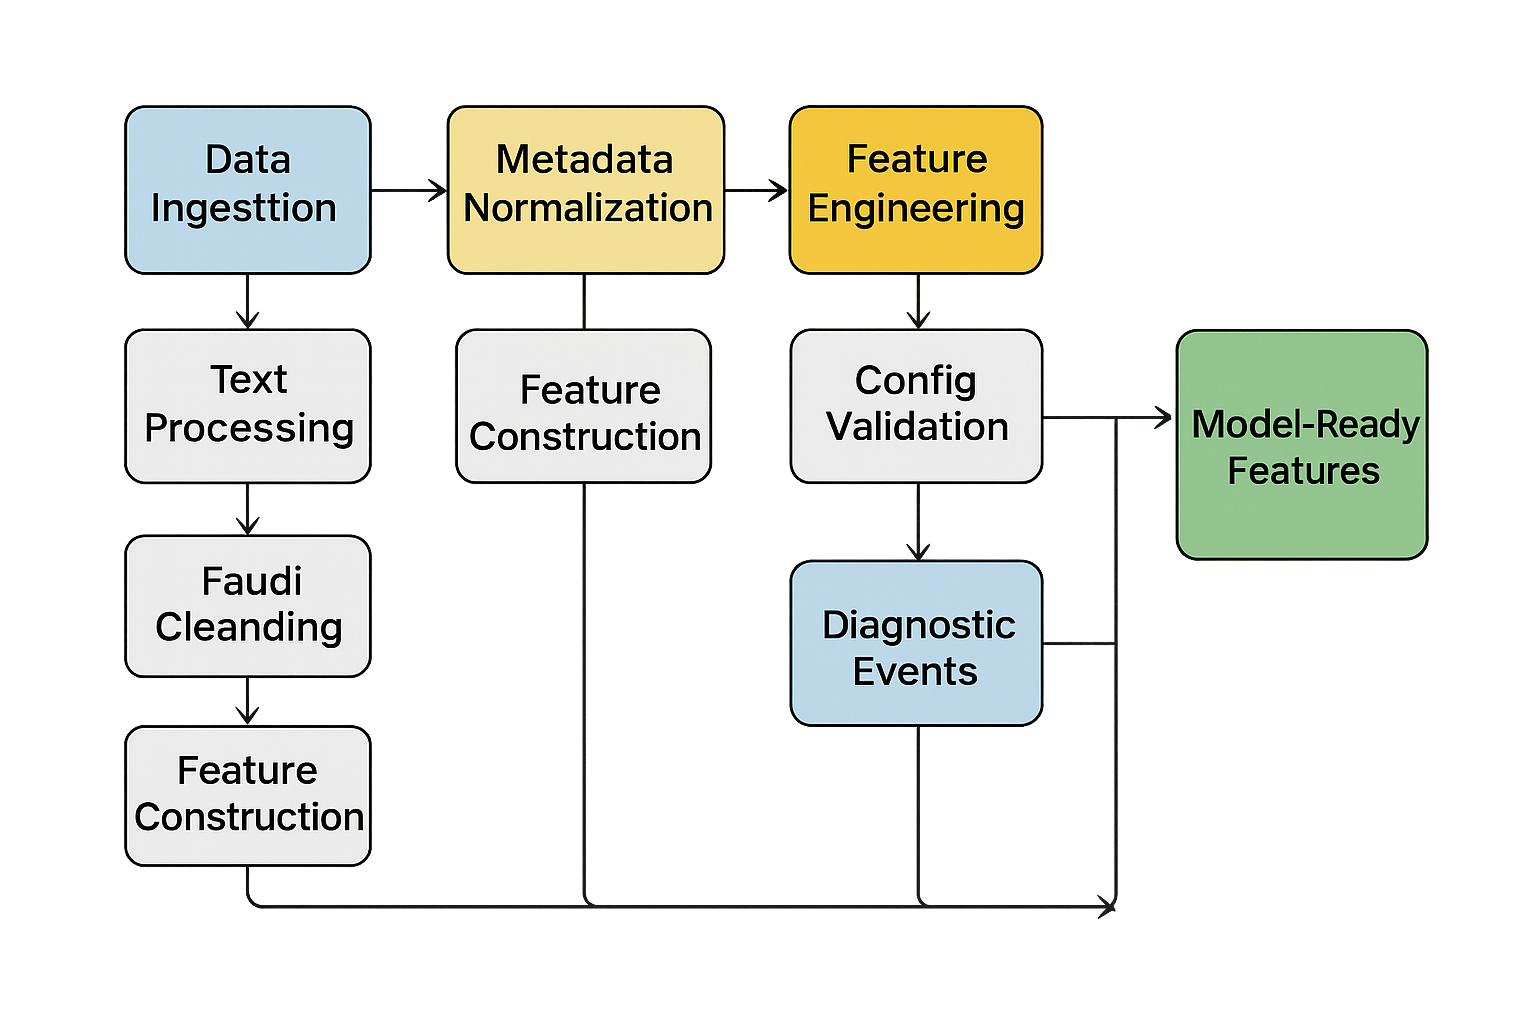 Data
Ingesttion
Metadata
Normalization
Feature
Engineering
Text
Processing
Feature
Construction
Config
Validation
Model-Ready
Features
Faudi
Cleanding
Diagnostic
Events
Feature
Construction